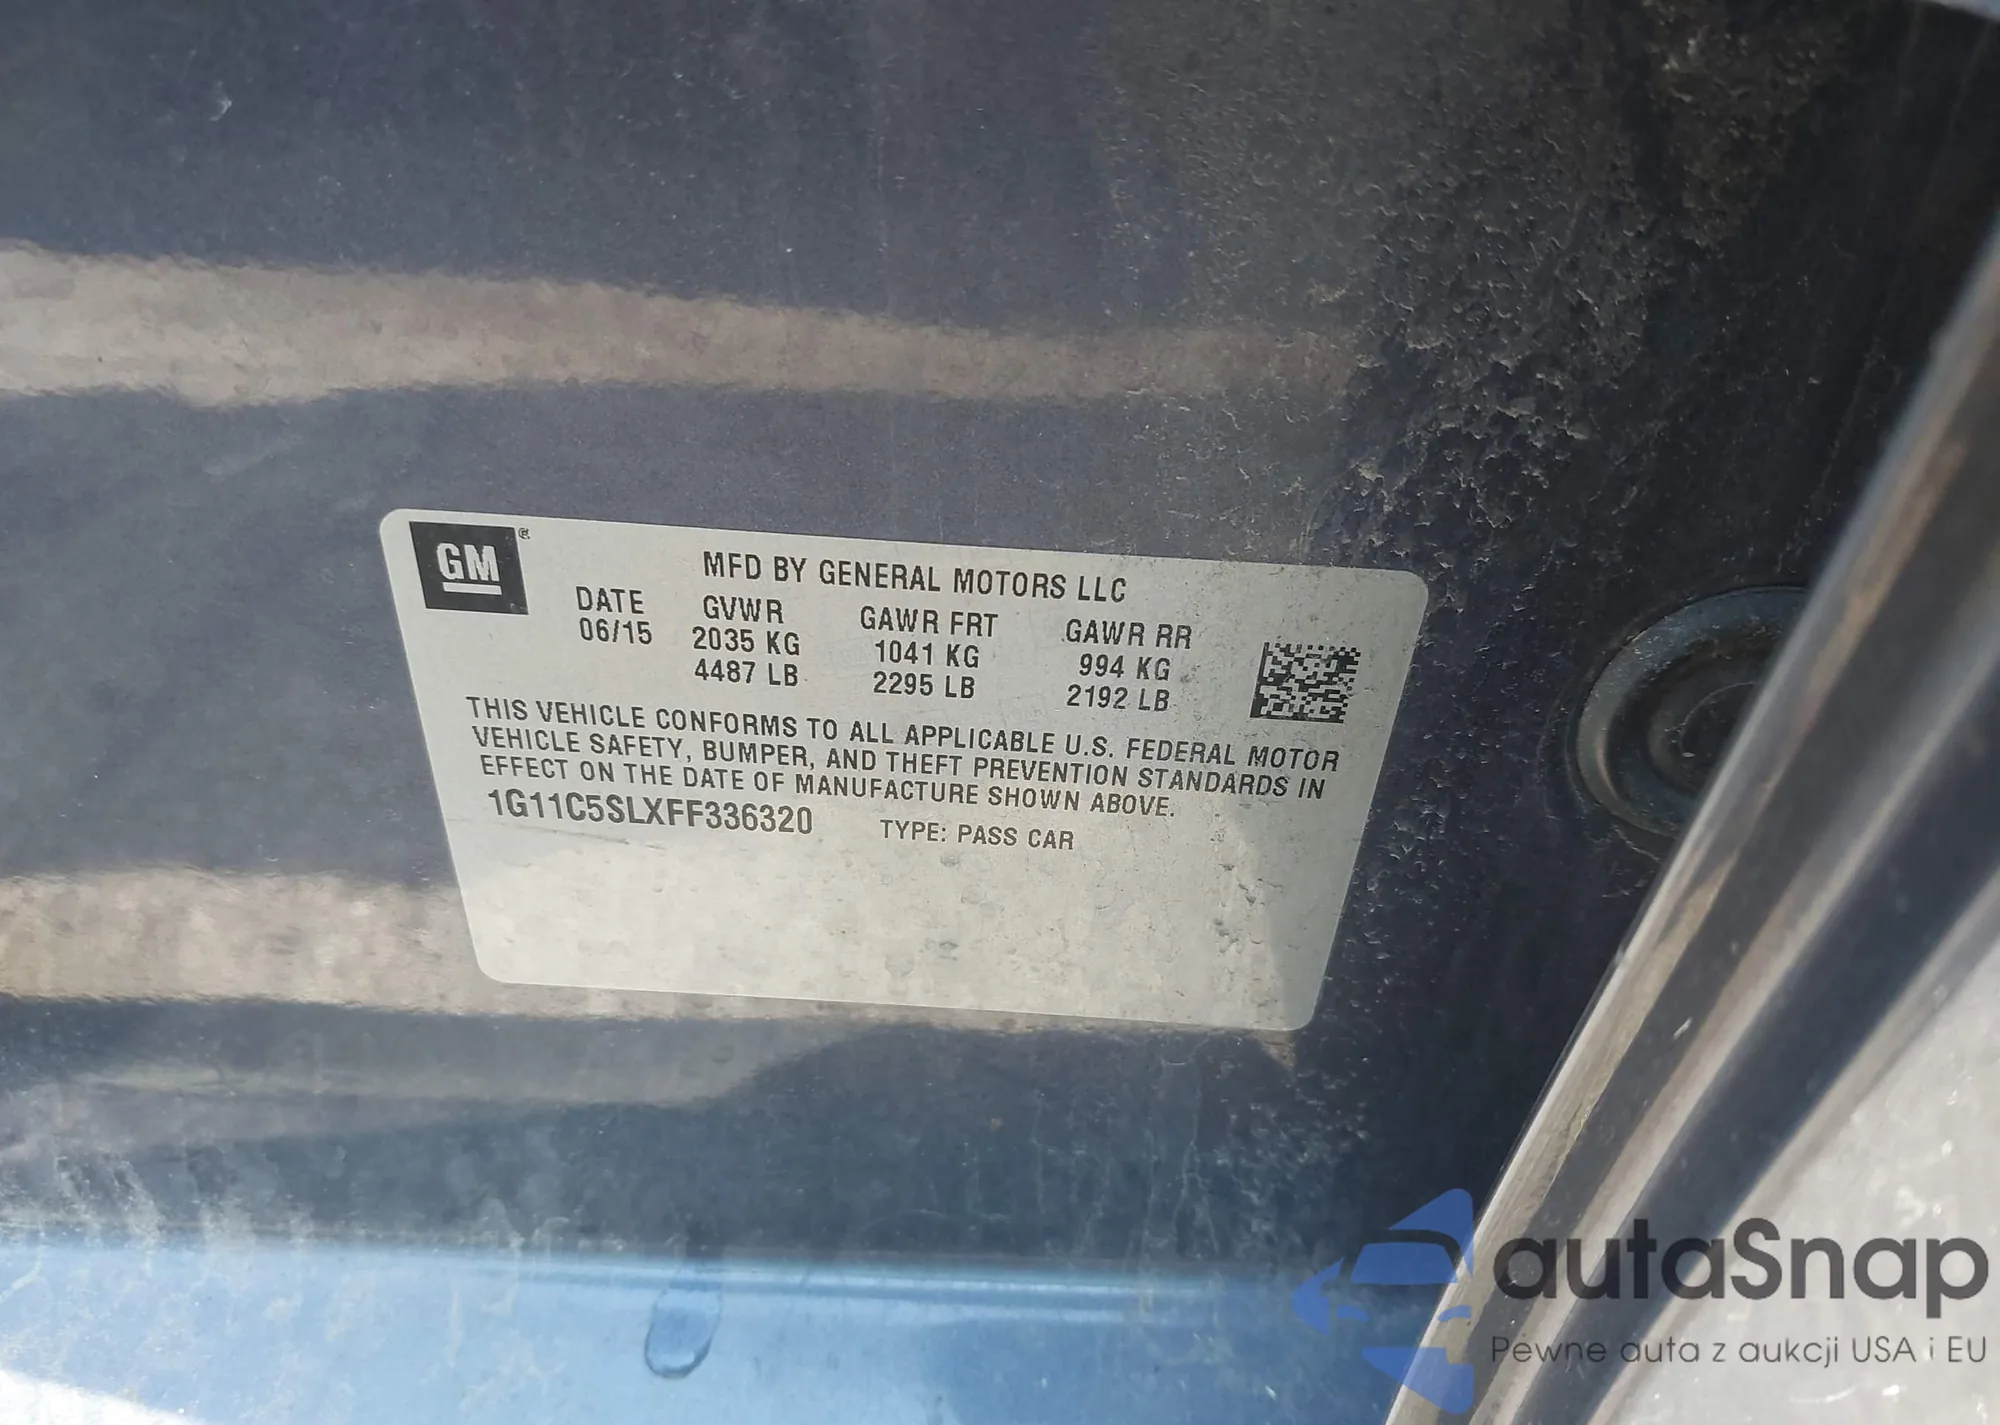 GM
MFD BY GENERAL MOTORS LLC
DATE GVWR GAWR FRT GAWR RR
06/15 2035 KG 1041 KG 994 KG
4487 LB 2295 LB 2192 LB
THIS VEHICLE CONFORMS TO ALL APPLICABLE U.S. FEDERAL MOTOR
VEHICLE SAFETY, BUMPER, AND THEFT PREVENTION STANDARDS IN
EFFECT ON THE DATE OF MANUFACTURE SHOWN ABOVE.
1G11C5SLXFF336320 TYPE: PASS CAR
autaSnap
Pewne auta z aukcji USA i EU